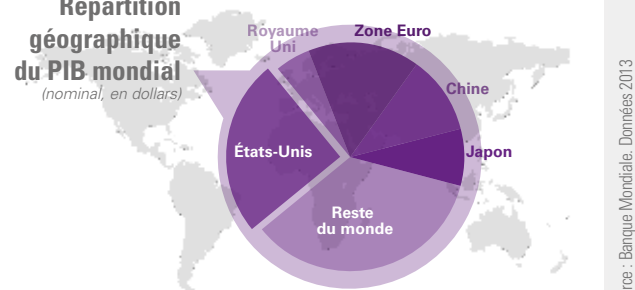 Répartition
géographique
du PIB mondial
(nominal, en dollars)
Royaume
Uni
Zone Euro
Chine
Japon
États-Unis
Reste
du monde
: Banque Mondiale. Données 2013